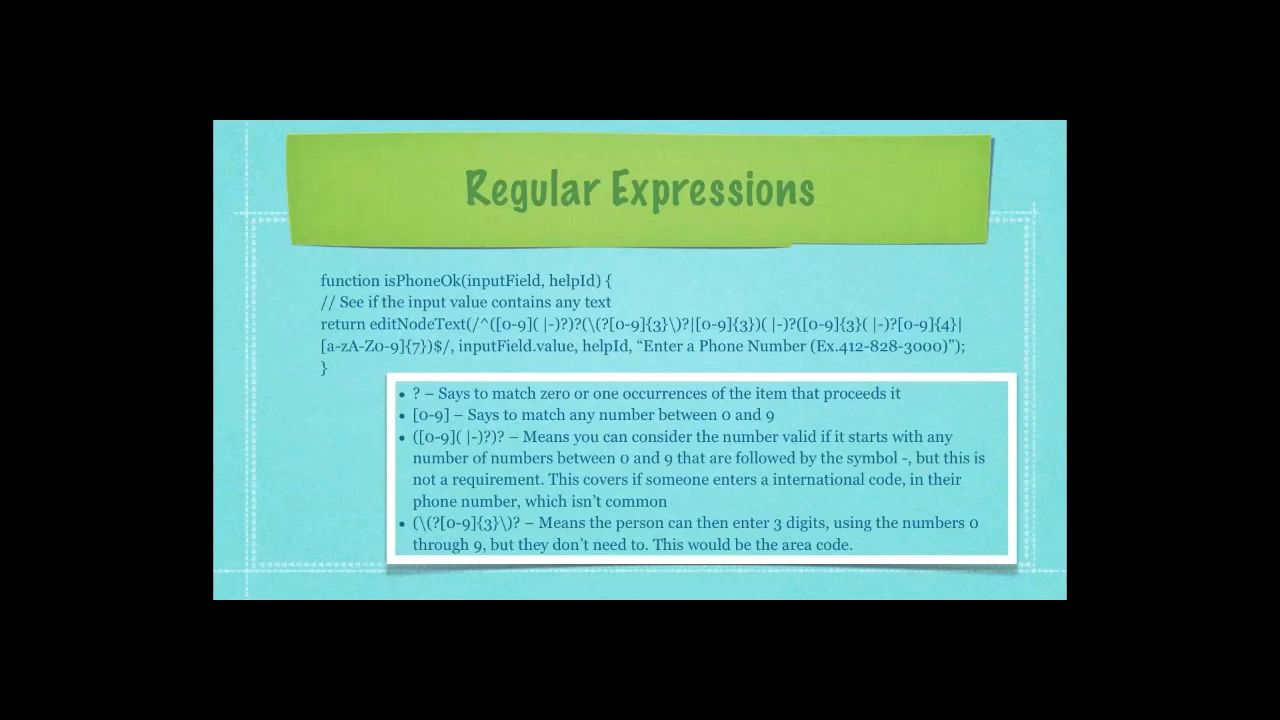 Regular Expressions
function isPhoneOk(inputField, helpId) {
// See if the input value contains any text
return editNodeText(/^([0-9]( |-)?)?(\(?[0-9]{3}\)?|[0-9]{3})( |-)?([0-9]{3}( |-)?[0-9]{4}|
[a-zA-Z0-9]{7})$/, inputField.value, helpId, “Enter a Phone Number (Ex.412-828-3000)”);
}
• ? – Says to match zero or one occurrences of the item that proceeds it
• [0-9] – Says to match any number between 0 and 9
• ([0-9]( |-)?)? – Means you can consider the number valid if it starts with any
number of numbers between 0 and 9 that are followed by the symbol -, but this is
not a requirement. This covers if someone enters a international code, in their
phone number, which isn’t common
• (\(?[0-9]{3}\)? – Means the person can then enter 3 digits, using the numbers 0
through 9, but they don’t need to. This would be the area code.